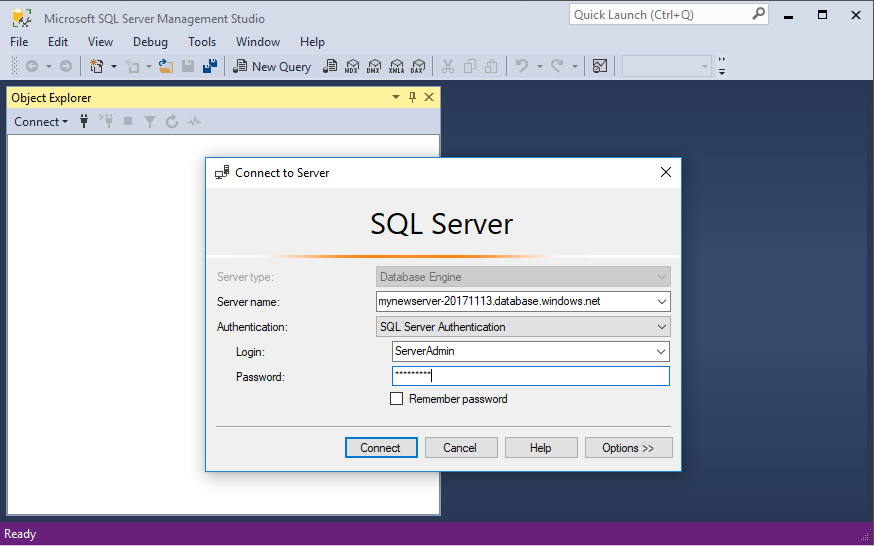 Microsoft SQL Server Management Studio
Quick Launch (Ctrl+Q)
File Edit View Debug Tools Window Help
New Query MDX DMX XMLA DAX
Object Explorer
Connect
Connect to Server
SQL Server
Server type: Database Engine
Server name: mynewserver-20171113.database.windows.net
Authentication: SQL Server Authentication
Login: ServerAdmin
Password: *********
Remember password
Connect Cancel Help Options >>
Ready